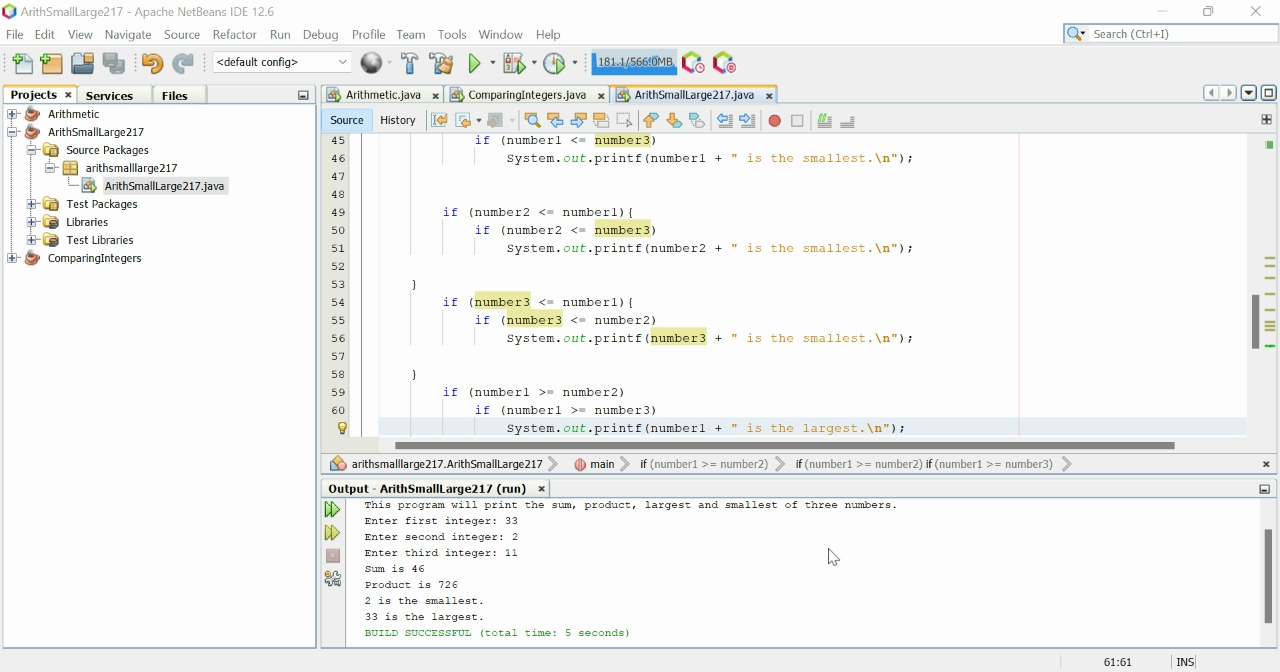 ArithSmallLarge217 - Apache NetBeans IDE 12.6
File Edit View Navigate Source Refactor Run Debug Profile Team Tools Window Help
Search (Ctrl+I)
<default config>
181.1/566.0MB
Projects Services Files
Arithmetic.java ComparingIntegers.java ArithSmallLarge217.java
Arithmetic
ArithSmallLarge217
Source Packages
arithsmalllarge217
ArithSmallLarge217.java
Test Packages
Libraries
Test Libraries
ComparingIntegers
Source History
45 if (number1 <= number3)
46 System.out.printf(number1 + " is the smallest.\n");
47
48
49 if (number2 <= number1){
50 if (number2 <= number3)
51 System.out.printf(number2 + " is the smallest.\n");
52
53 }
54 if (number3 <= number1){
55 if (number3 <= number2)
56 System.out.printf(number3 + " is the smallest.\n");
57
58 }
59 if (number1 >= number2)
60 if (number1 >= number3)
System.out.printf(number1 + " is the largest.\n");
arithsmalllarge217.ArithSmallLarge217 main if (number1 >= number2) if (number1 >= number2) if (number1 >= number3)
Output - ArithSmallLarge217 (run)
This program will print the sum, product, largest and smallest of three numbers.
Enter first integer: 33
Enter second integer: 2
Enter third integer: 11
Sum is 46
Product is 726
2 is the smallest.
33 is the largest.
BUILD SUCCESSFUL (total time: 5 seconds)
61:61 INS